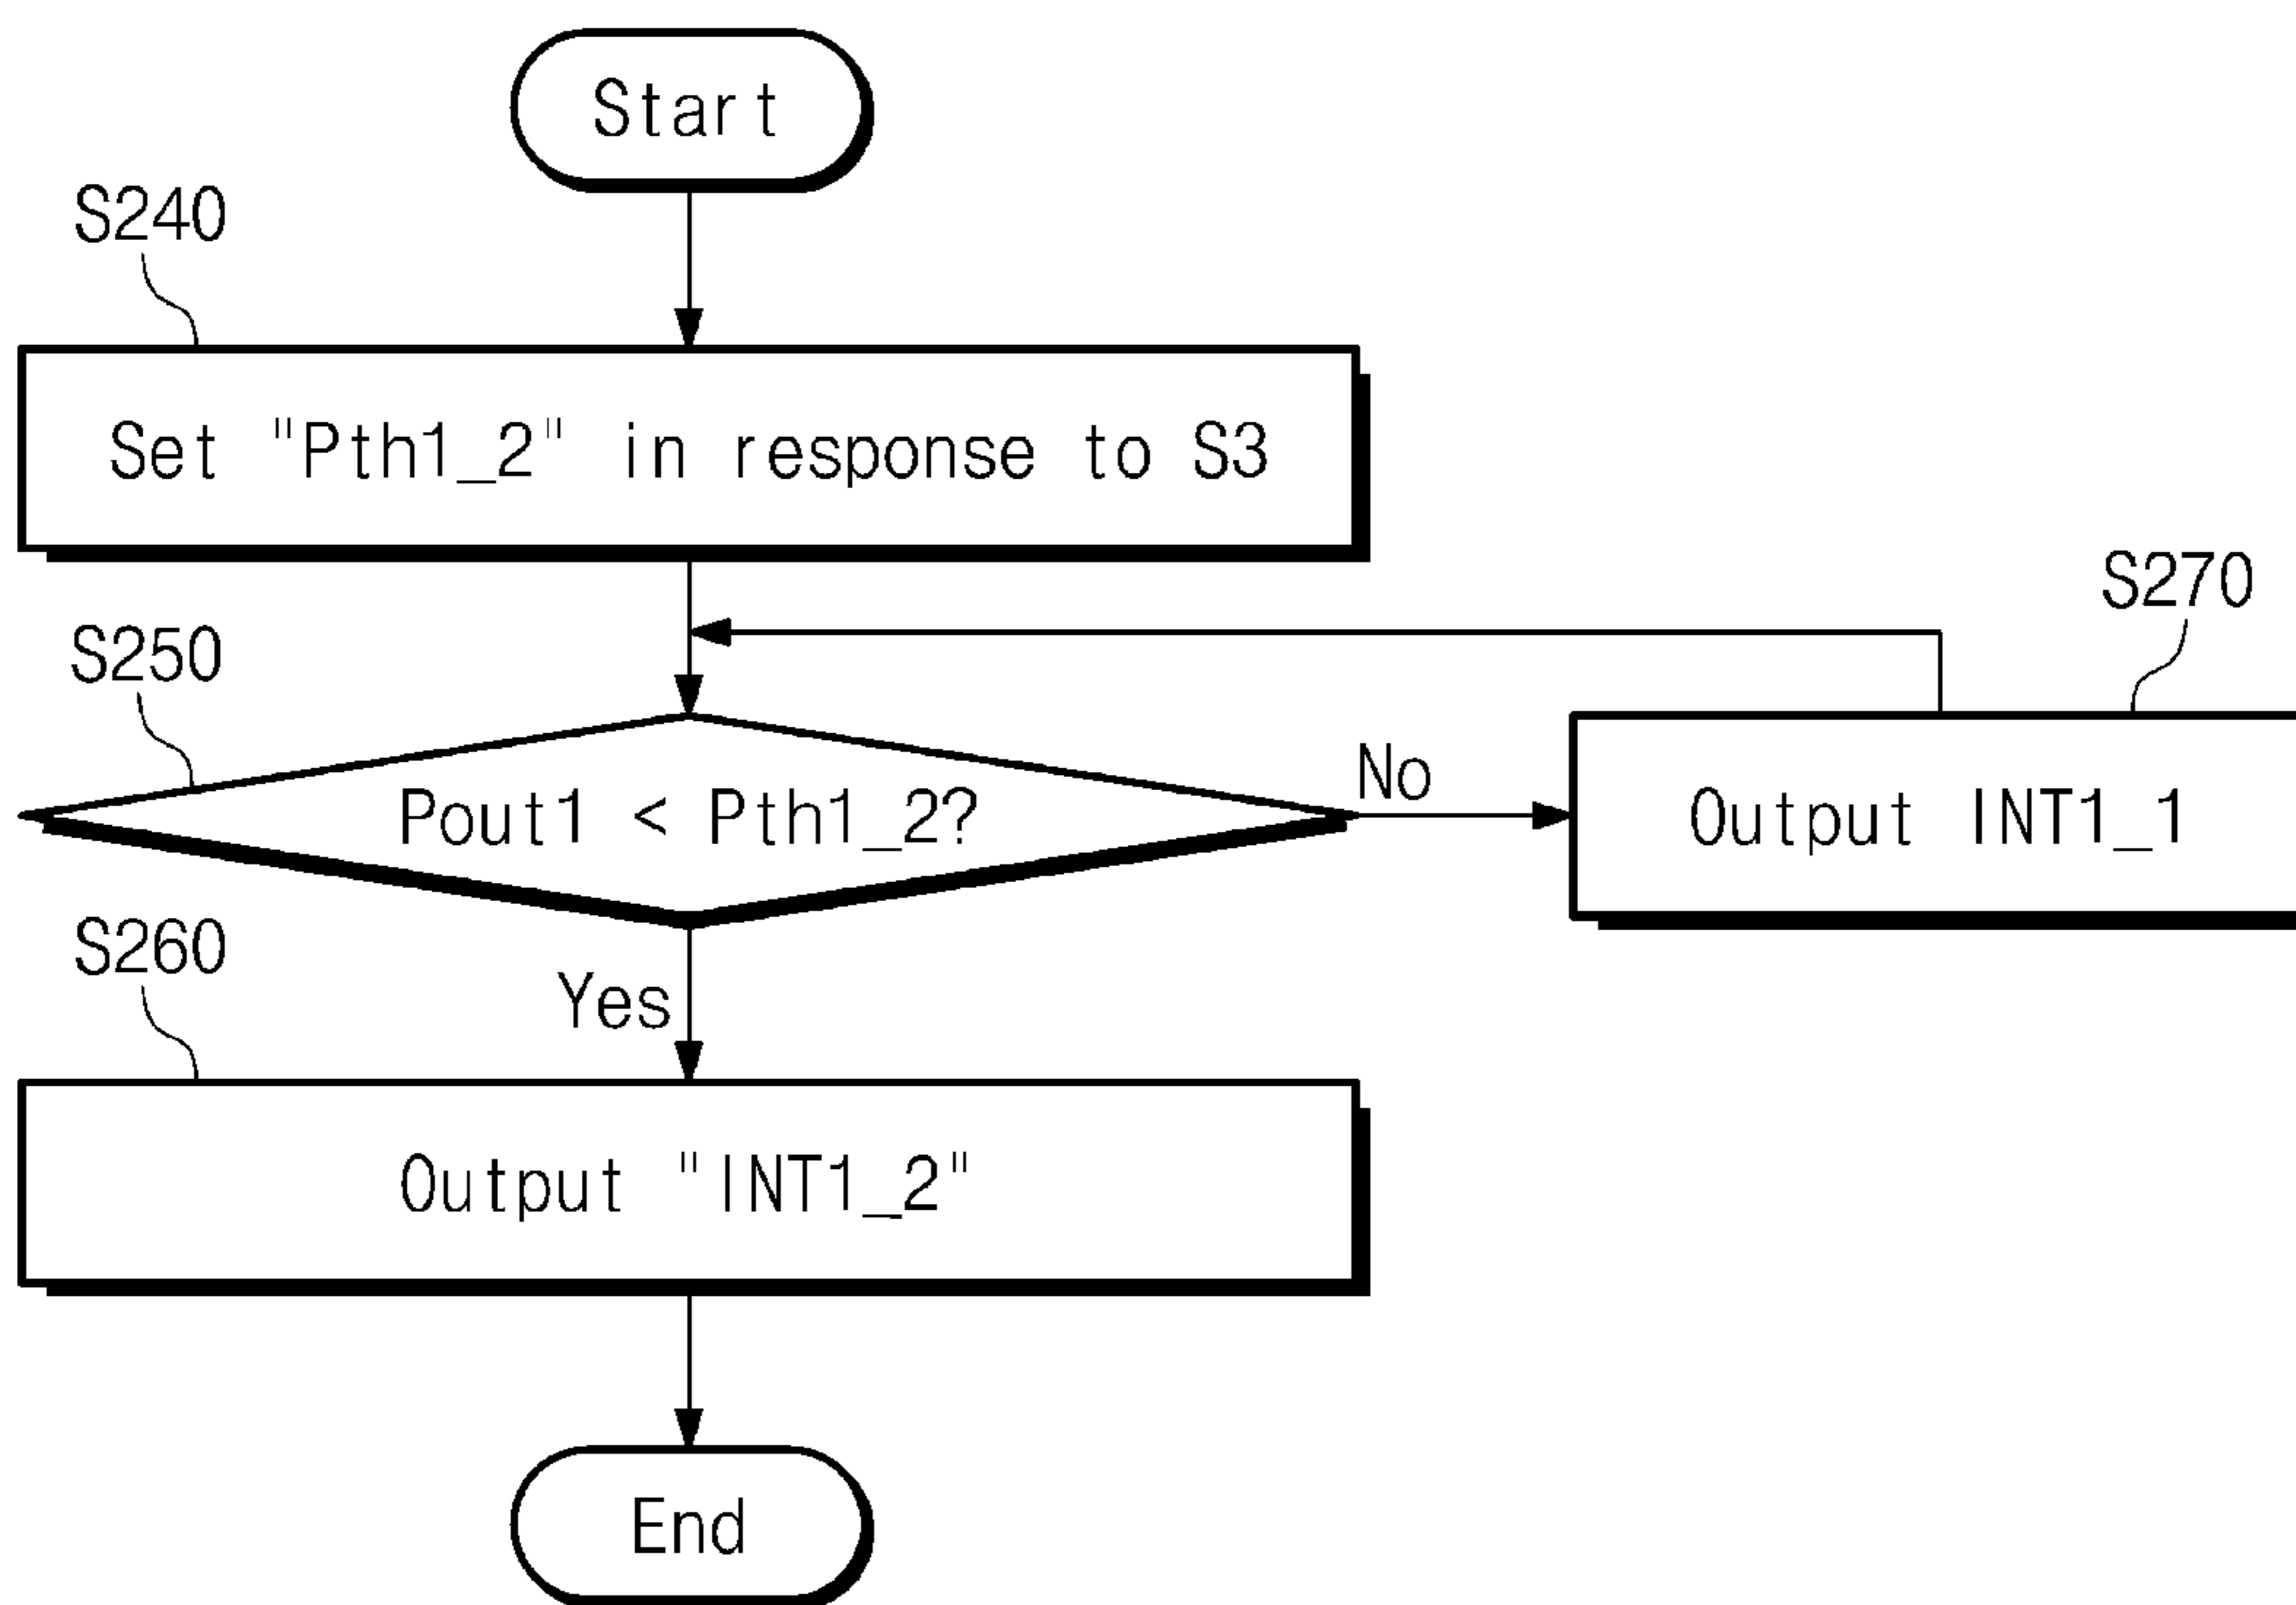 Start
S240
Set "Pth1_2" in response to S3
S270
S250
Pout1 < Pth1_2?
No
Output INT1_1
S260
Yes
Output "INT1_2"
End